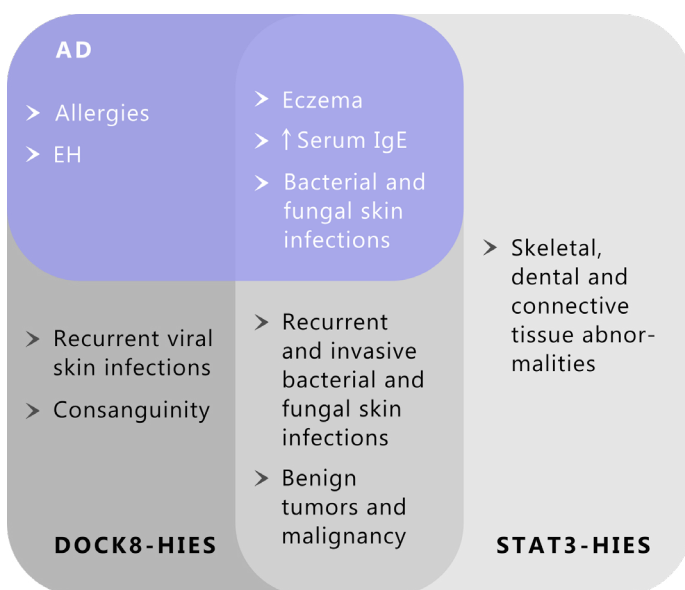 AD
Allergies
EH
Eczema
↑ Serum IgE
Bacterial and
fungal skin
infections
Recurrent viral
skin infections
Consanguinity
Recurrent
and invasive
bacterial and
fungal skin
infections
Benign
tumors and
malignancy
Skeletal,
dental and
connective
tissue abnor-
malities
DOCK8-HIES
STAT3-HIES